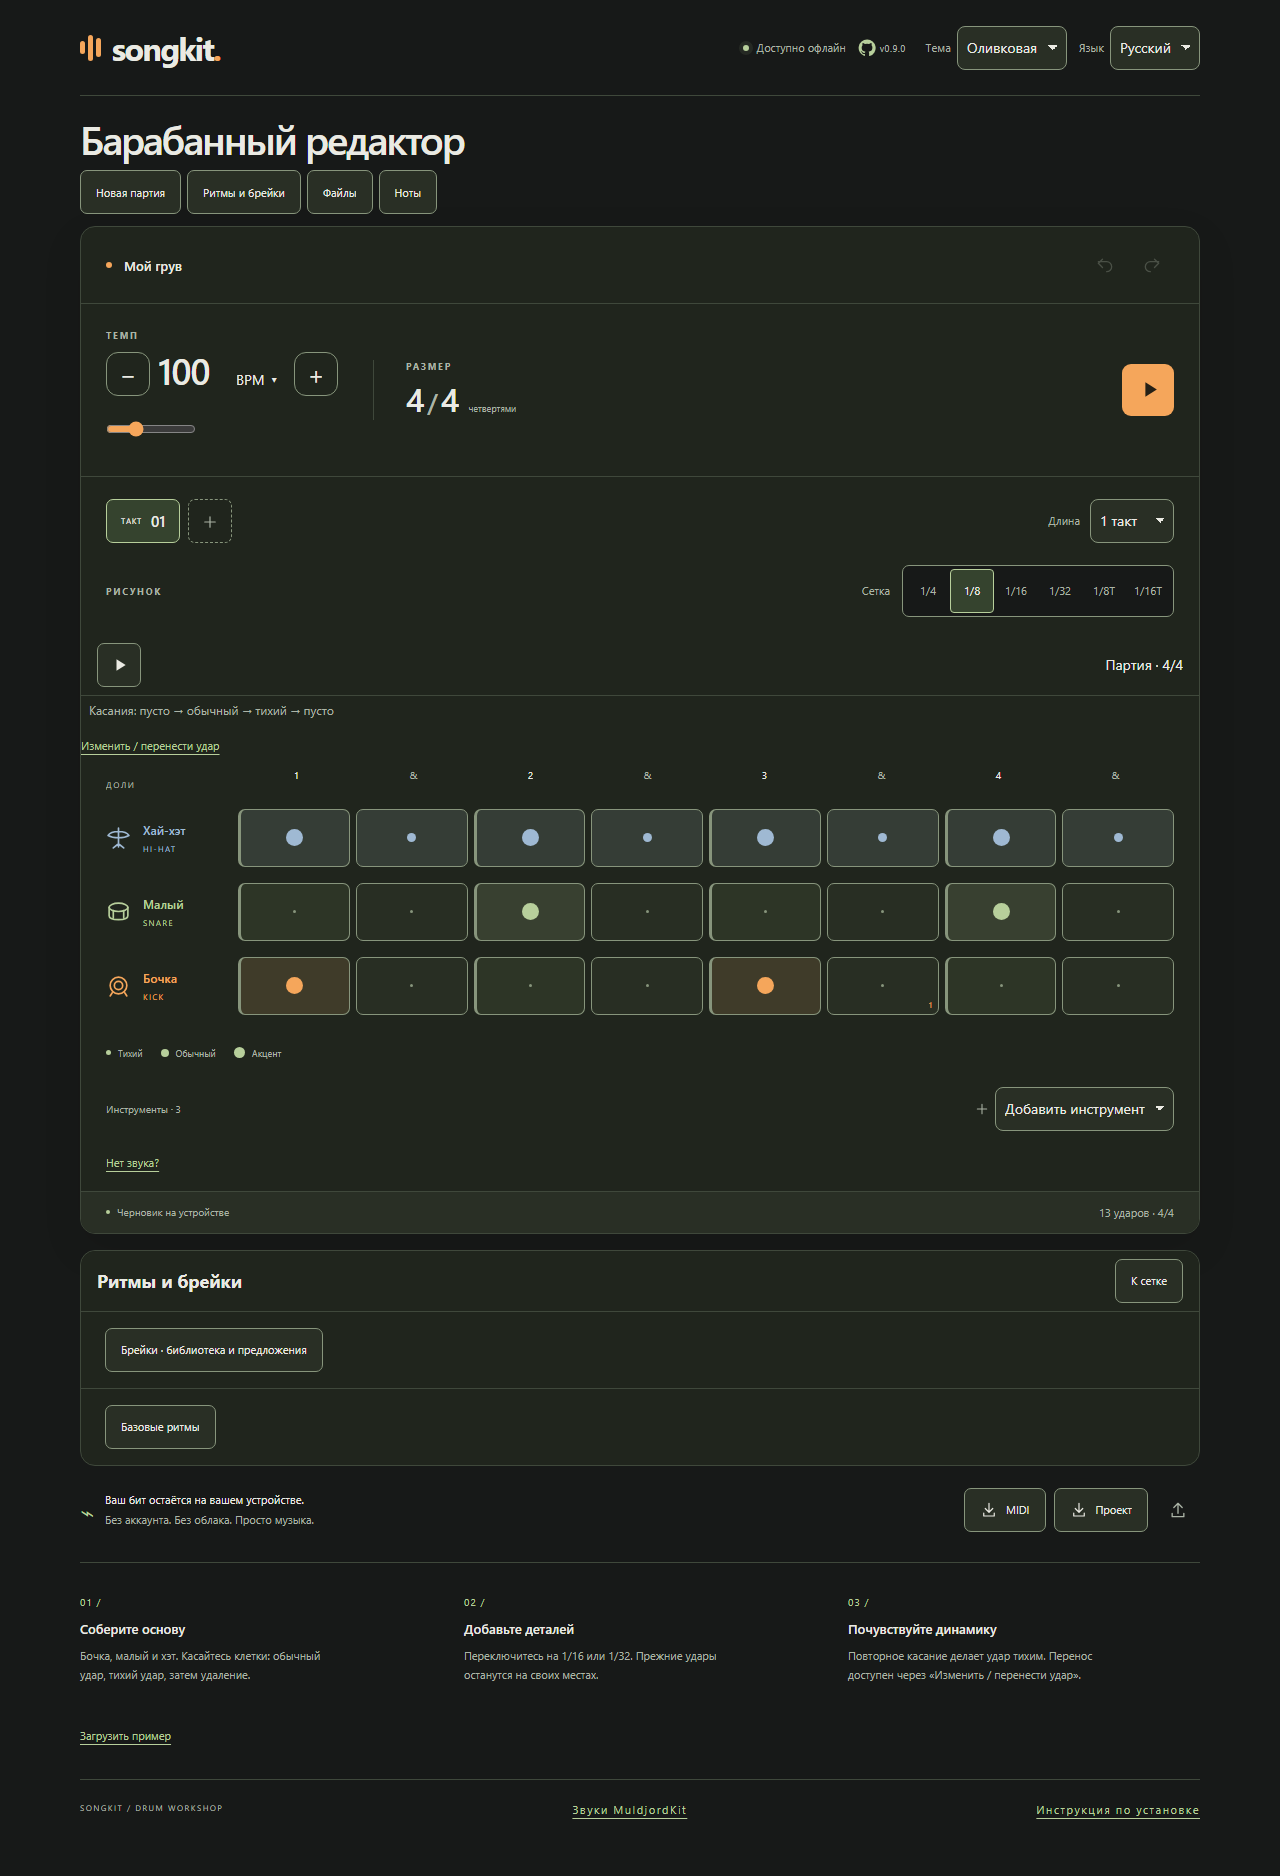 songkit.
Доступно офлайн v0.9.0 Тема Оливковая Язык Русский
Барабанный редактор
Новая партия Ритмы и брейки Файлы Ноты
Мой грув
ТЕМП
− 100 BPM +
РАЗМЕР
4/4 четвертями
ТАКТ 01 +
Длина 1 такт
РИСУНОК
Сетка 1/4 1/8 1/16 1/32 1/8T 1/16T
Партия · 4/4
Касания: пусто → обычный → тихий → пусто
Изменить / перенести удар
ДОЛИ 1 & 2 & 3 & 4 &
Хай-хэт
HI-HAT
Малый
SNARE
Бочка
KICK
1
Тихий Обычный Акцент
Инструменты · 3
+ Добавить инструмент
Нет звука?
Черновик на устройстве
13 ударов · 4/4
Ритмы и брейки
К сетке
Брейки · библиотека и предложения
Базовые ритмы
Ваш бит остаётся на вашем устройстве.
Без аккаунта. Без облака. Просто музыка.
MIDI Проект
01 /
Соберите основу
Бочка, малый и хэт. Касайтесь клетки: обычный
удар, тихий удар, затем удаление.
02 /
Добавьте деталей
Переключитесь на 1/16 или 1/32. Прежние удары
останутся на своих местах.
03 /
Почувствуйте динамику
Повторное касание делает удар тихим. Перенос
доступен через «Изменить / перенести удар».
Загрузить пример
SONGKIT / DRUM WORKSHOP
Звуки MuldjordKit
Инструкция по установке